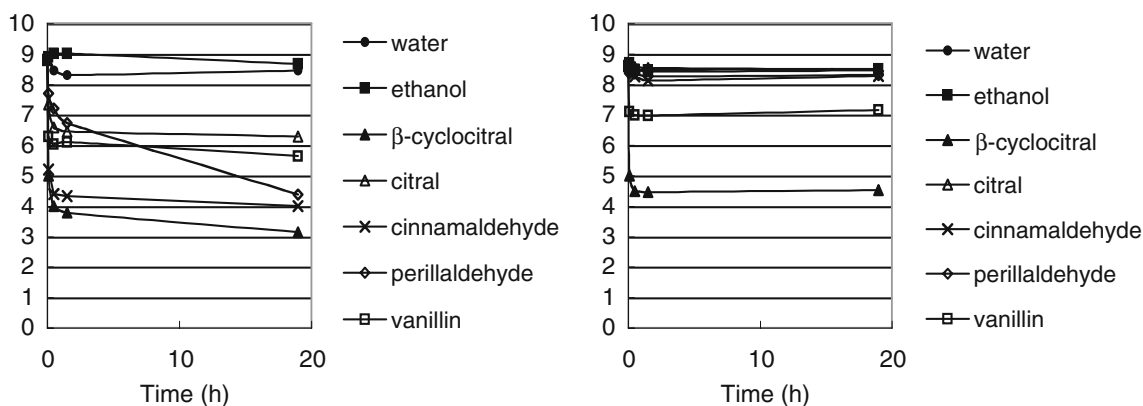 10
9
8
7
6
5
4
3
2
1
0
0 10 20
Time (h)
water
ethanol
β-cyclocitral
citral
cinnamaldehyde
perillaldehyde
vanillin
10
9
8
7
6
5
4
3
2
1
0
0 10 20
Time (h)
water
ethanol
β-cyclocitral
citral
cinnamaldehyde
perillaldehyde
vanillin